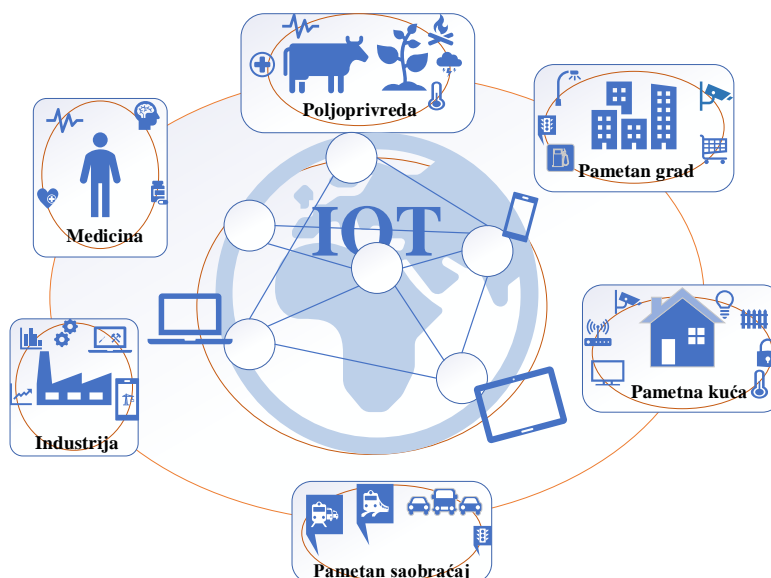 Poljoprivreda
Pametan grad
Medicina
IOT
Pametna kuća
Industrija
Pametan saobraćaj